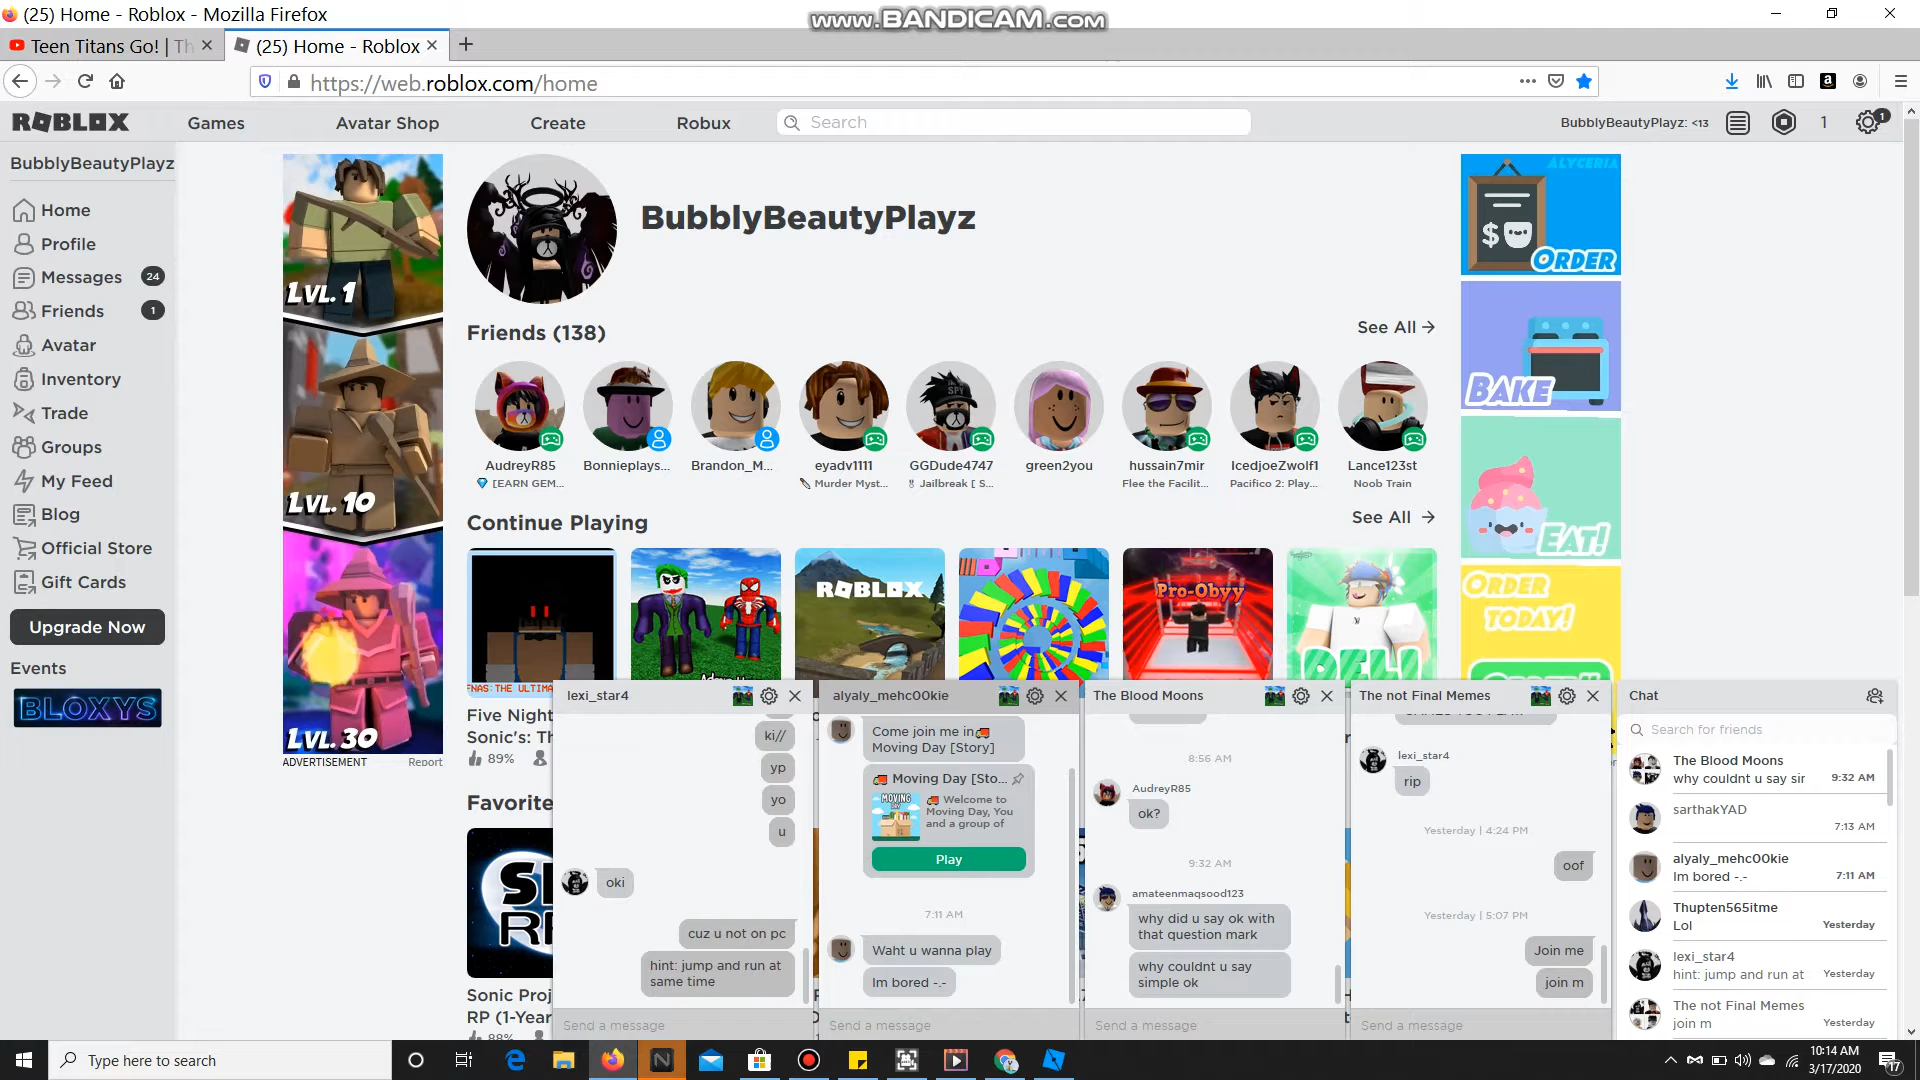 (25) Home - Roblox - Mozilla Firefox
www.BANDICAM.com
Teen Titans Go! | Th
(25) Home - Roblox
https://web.roblox.com/home
ROBLOX
Games
Avatar Shop
Create
Robux
Search
BubblyBeautyPlayz: <13
1
1
BubblyBeautyPlayz
Home
Profile
Messages 24
Friends 1
Avatar
Inventory
Trade
Groups
My Feed
Blog
Official Store
Gift Cards
Upgrade Now
Events
BLOXYS
LVL. 1
LVL. 10
LVL. 30
ADVERTISEMENT
Report
BubblyBeautyPlayz
Friends (138)
See All
AudreyR85
[EARN GEM...
Bonnieplays...
Brandon_M...
eyadv1111
Murder Myst...
GGDude4747
Jailbreak [ S...
green2you
hussain7mir
Flee the Facilit...
IcedjoeZwolf1
Pacifico 2: Play...
Lance123st
Noob Train
Continue Playing
See All
ROBLOX
Pro-Obyy
FNAS: THE ULTIMA
Five Night
Sonic's: Th
89%
Favorite
Sonic Proj
RP (1-Year
88%
ALYCERIA
$
ORDER
BAKE
EAT!
ORDER
TODAY!
lexi_star4
ki//
yp
yo
u
oki
cuz u not on pc
hint: jump and run at
same time
Send a message
alyaly_mehc00kie
Come join me in
Moving Day [Story]
Moving Day [Sto...
MOVING
DAY
Welcome to
Moving Day, You
and a group of
Play
7:11 AM
Waht u wanna play
Im bored -.-
Send a message
The Blood Moons
8:56 AM
AudreyR85
ok?
9:32 AM
amateenmaqsood123
why did u say ok with
that question mark
why couldnt u say
simple ok
Send a message
The not Final Memes
lexi_star4
rip
Yesterday | 4:24 PM
oof
Yesterday | 5:07 PM
Join me
join m
Send a message
Chat
Search for friends
The Blood Moons
why couldnt u say sir 9:32 AM
sarthakYAD
7:13 AM
alyaly_mehc00kie
Im bored -.- 7:11 AM
Thupten565itme
Lol Yesterday
lexi_star4
hint: jump and run at Yesterday
The not Final Memes
join m Yesterday
Type here to search
10:14 AM
3/17/2020
17